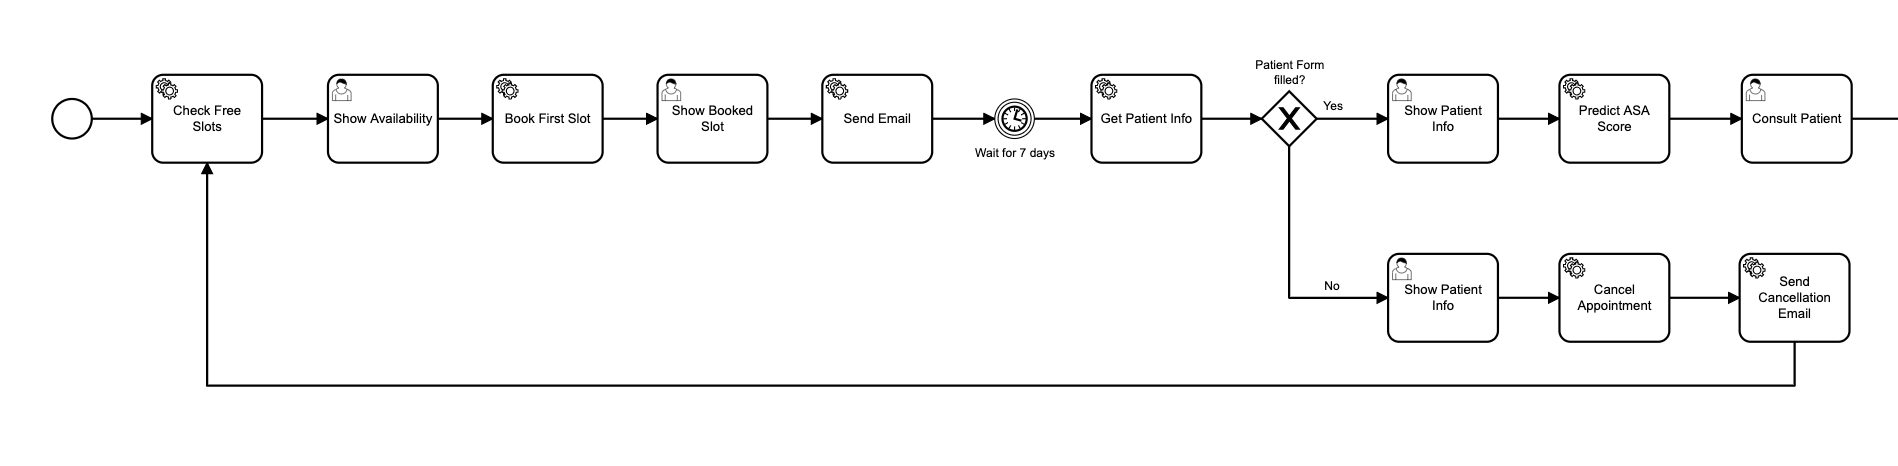 Check Free
Slots
Show Availability
Book First Slot
Show Booked
Slot
Send Email
Wait for 7 days
Get Patient Info
Patient Form
filled?
Yes
Show Patient
Info
Predict ASA
Score
Consult Patient
No
Show Patient
Info
Cancel
Appointment
Send
Cancellation
Email